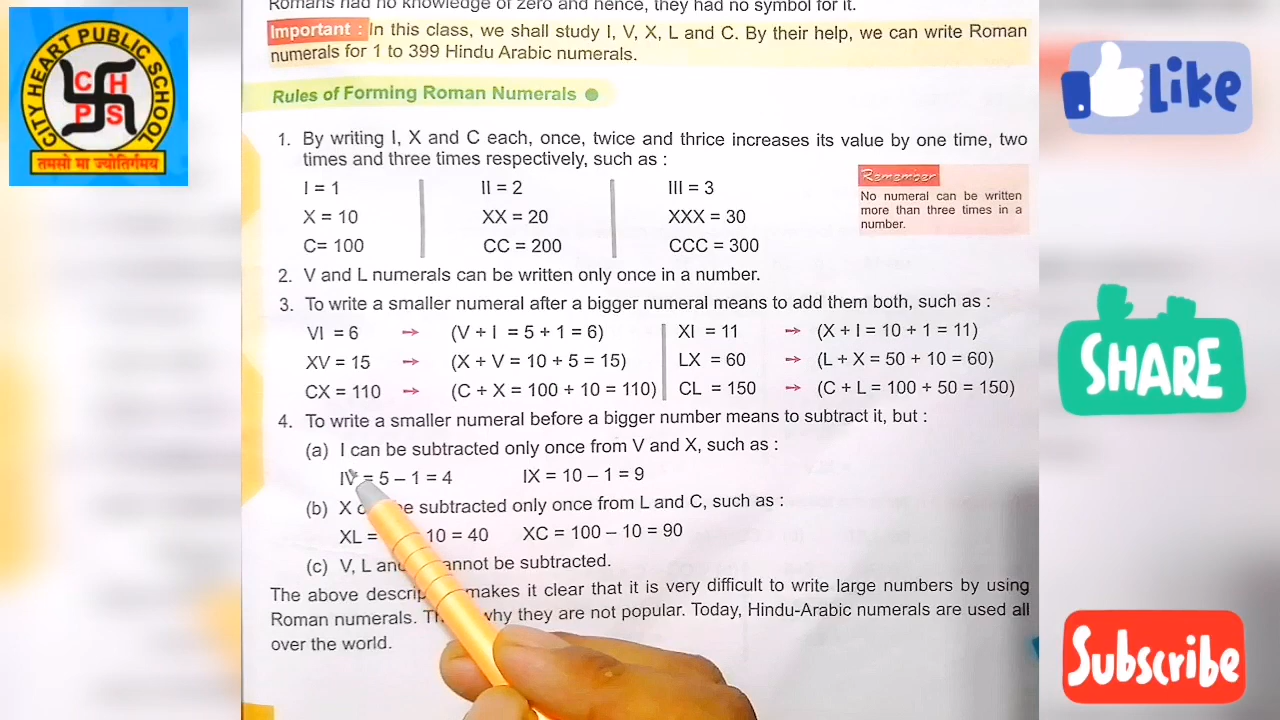 Romans had no knowledge of zero and hence, they had no symbol for it.
Important : In this class, we shall study I, V, X, L and C. By their help, we can write Roman
numerals for 1 to 399 Hindu Arabic numerals.
Rules of Forming Roman Numerals
1. By writing I, X and C each, once, twice and thrice increases its value by one time, two
times and three times respectively, such as :
I = 1 II = 2 III = 3
X = 10 XX = 20 XXX = 30
C= 100 CC = 200 CCC = 300
Remember
No numeral can be written
more than three times in a
number.
2. V and L numerals can be written only once in a number.
3. To write a smaller numeral after a bigger numeral means to add them both, such as :
VI = 6 ➙ (V + I = 5 + 1 = 6) XI = 11 ➙ (X + I = 10 + 1 = 11)
XV = 15 ➙ (X + V = 10 + 5 = 15) LX = 60 ➙ (L + X = 50 + 10 = 60)
CX = 110 ➙ (C + X = 100 + 10 = 110) CL = 150 ➙ (C + L = 100 + 50 = 150)
4. To write a smaller numeral before a bigger number means to subtract it, but :
(a) I can be subtracted only once from V and X, such as :
IV = 5 – 1 = 4 IX = 10 – 1 = 9
(b) X subtracted only once from L and C, such as :
XL = 10 = 40 XC = 100 – 10 = 90
(c) V, L and cannot be subtracted.
The above makes it clear that it is very difficult to write large numbers by using
Roman numerals. why they are not popular. Today, Hindu-Arabic numerals are used all
over the world.
CITY HEART PUBLIC SCHOOL
C H
P S
तमसो मा ज्योतिर्गमय
Like
SHARE
Subscribe